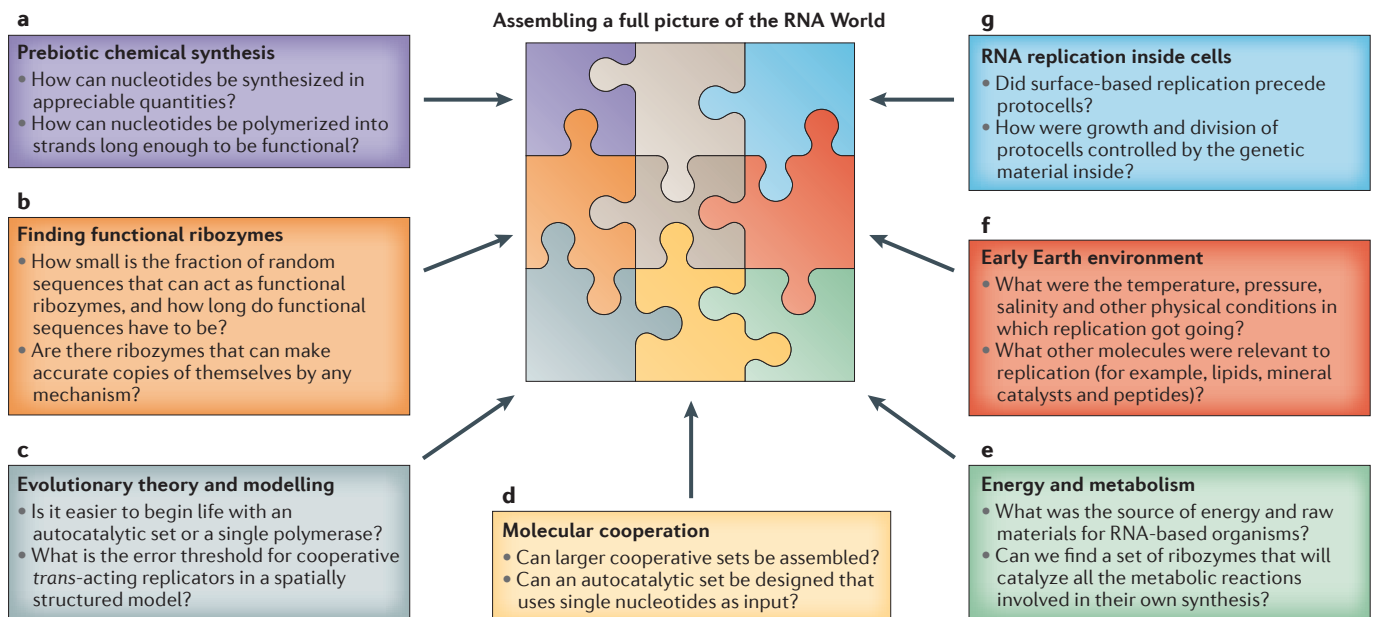 Assembling a full picture of the RNA World
a
Prebiotic chemical synthesis
• How can nucleotides be synthesized in
appreciable quantities?
• How can nucleotides be polymerized into
strands long enough to be functional?
b
Finding functional ribozymes
• How small is the fraction of random
sequences that can act as functional
ribozymes, and how long do functional
sequences have to be?
• Are there ribozymes that can make
accurate copies of themselves by any
mechanism?
c
Evolutionary theory and modelling
• Is it easier to begin life with an
autocatalytic set or a single polymerase?
• What is the error threshold for cooperative
trans-acting replicators in a spatially
structured model?
d
Molecular cooperation
• Can larger cooperative sets be assembled?
• Can an autocatalytic set be designed that
uses single nucleotides as input?
e
Energy and metabolism
• What was the source of energy and raw
materials for RNA-based organisms?
• Can we find a set of ribozymes that will
catalyze all the metabolic reactions
involved in their own synthesis?
f
Early Earth environment
• What were the temperature, pressure,
salinity and other physical conditions in
which replication got going?
• What other molecules were relevant to
replication (for example, lipids, mineral
catalysts and peptides)?
g
RNA replication inside cells
• Did surface-based replication precede
protocells?
• How were growth and division of
protocells controlled by the genetic
material inside?